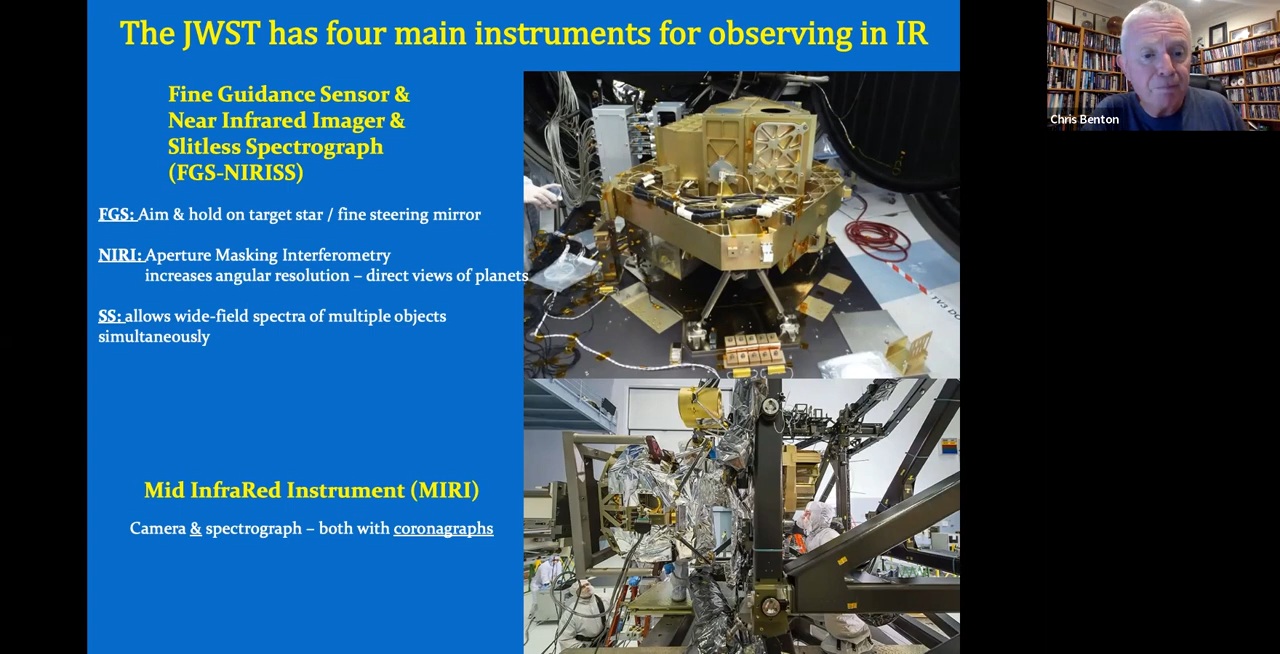 The JWST has four main instruments for observing in IR
Fine Guidance Sensor &
Near Infrared Imager &
Slitless Spectrograph
(FGS-NIRISS)
FGS: Aim & hold on target star / fine steering mirror
NIRI: Aperture Masking Interferometry
increases angular resolution – direct views of planets
SS: allows wide-field spectra of multiple objects
simultaneously
Mid InfraRed Instrument (MIRI)
Camera & spectrograph – both with coronagraphs
Chris Benton